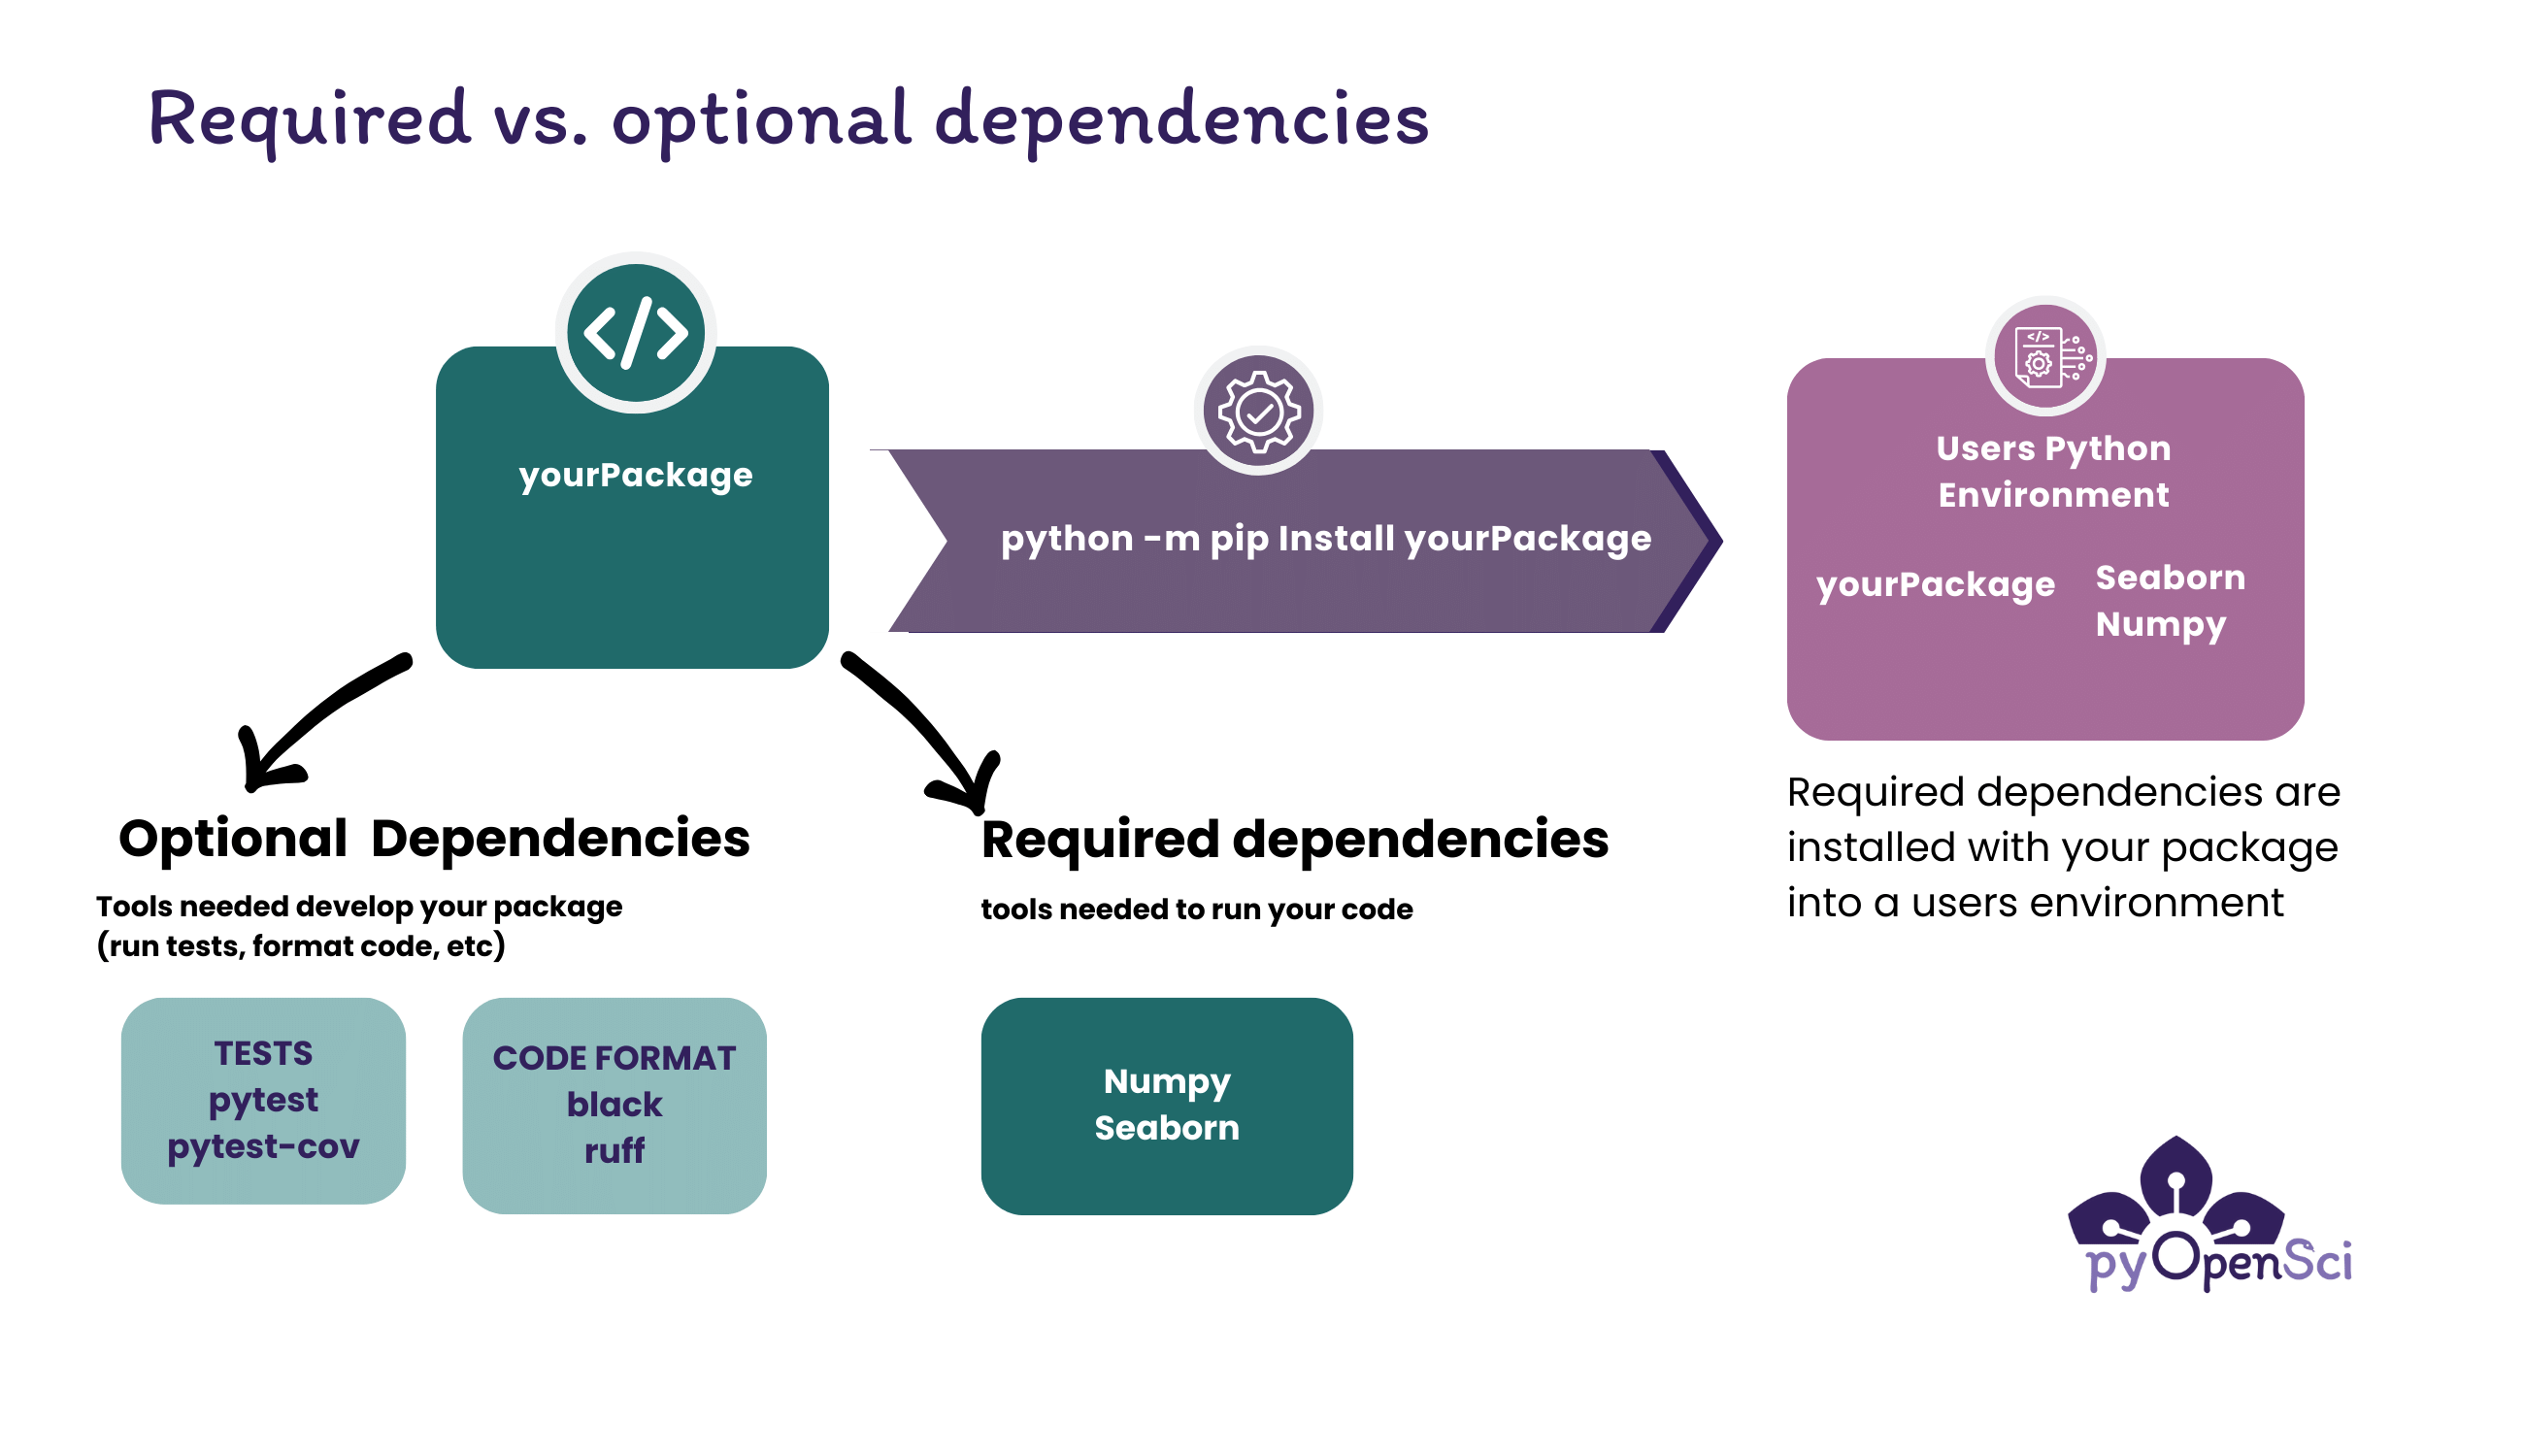 Required vs. optional dependencies
</>
yourPackage
python -m pip Install yourPackage
</>
Users Python
Environment
yourPackage
Seaborn
Numpy
Required dependencies are
installed with your package
into a users environment
Optional Dependencies
Tools needed develop your package
(run tests, format code, etc)
TESTS
pytest
pytest-cov
CODE FORMAT
black
ruff
Required dependencies
tools needed to run your code
Numpy
Seaborn
pyOpenSci